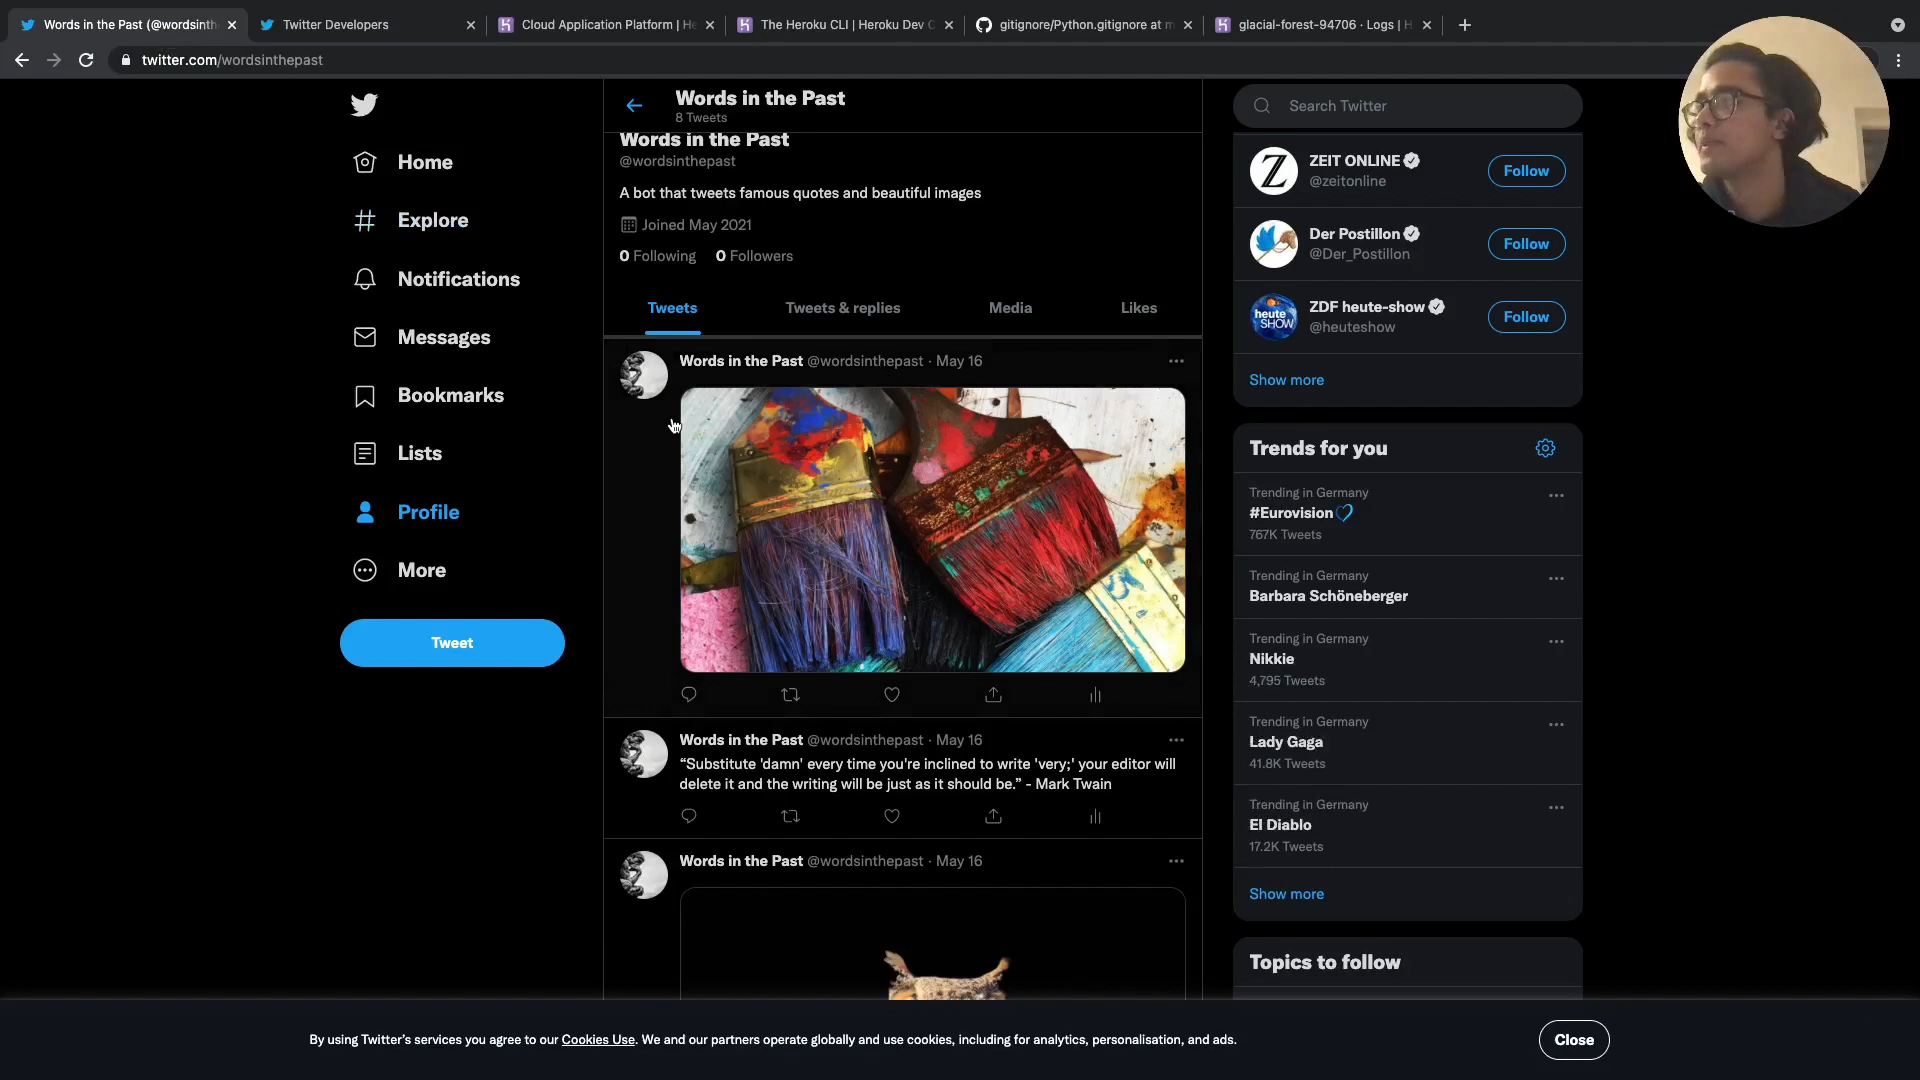 Words in the Past (@wordsinth
Twitter Developers
Cloud Application Platform | He
The Heroku CLI | Heroku Dev C
gitignore/Python.gitignore at m
glacial-forest-94706 · Logs | H
twitter.com/wordsinthepast
Home
Explore
Notifications
Messages
Bookmarks
Lists
Profile
More
Tweet
Words in the Past
8 Tweets
Words in the Past
@wordsinthepast
A bot that tweets famous quotes and beautiful images
Joined May 2021
0 Following 0 Followers
Tweets Tweets & replies Media Likes
Words in the Past @wordsinthepast · May 16
Words in the Past @wordsinthepast · May 16
“Substitute 'damn' every time you're inclined to write 'very;' your editor will
delete it and the writing will be just as it should be.” - Mark Twain
Words in the Past @wordsinthepast · May 16
Search Twitter
ZEIT ONLINE
@zeitonline
Follow
Der Postillon
@Der_Postillon
Follow
heute
SHOW
ZDF heute-show
@heuteshow
Follow
Show more
Trends for you
Trending in Germany
#Eurovision
767K Tweets
Trending in Germany
Barbara Schöneberger
Trending in Germany
Nikkie
4,795 Tweets
Trending in Germany
Lady Gaga
41.8K Tweets
Trending in Germany
El Diablo
17.2K Tweets
Show more
Topics to follow
By using Twitter’s services you agree to our Cookies Use. We and our partners operate globally and use cookies, including for analytics, personalisation, and ads.
Close